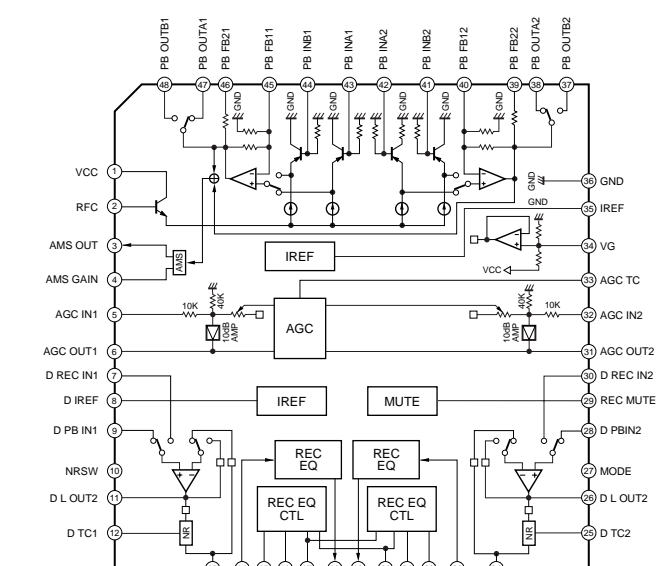 PB OUTB1
PB OUTA1
PB FB21
PB FB11
PB INB1
PB INA1
PB INA2
PB INB2
PB FB12
PB FB22
PB OUTA2
PB OUTB2
48
47
46
45
44
43
42
41
40
39
38
37
GND
GND
GND
GND
GND
GND
VCC
1
RFC
2
AMS OUT
3
AMS GAIN
4
AGC IN1
5
AGC OUT1
6
D REC IN1
7
D IREF
8
D PB IN1
9
NRSW
10
D L OUT2
11
D TC1
12
36
GND
35
IREF
34
VG
33
AGC TC
32
AGC IN2
31
AGC OUT2
30
D REC IN2
29
REC MUTE
28
D PBIN2
27
MODE
26
D L OUT2
25
D TC2
GND
GND
VCC
AMS
IREF
10K
40K
10dB
AMP
AGC
40K
10K
10dB
AMP
IREF
MUTE
REC
EQ
REC
EQ
REC EQ
CTL
REC EQ
CTL
NR
NR